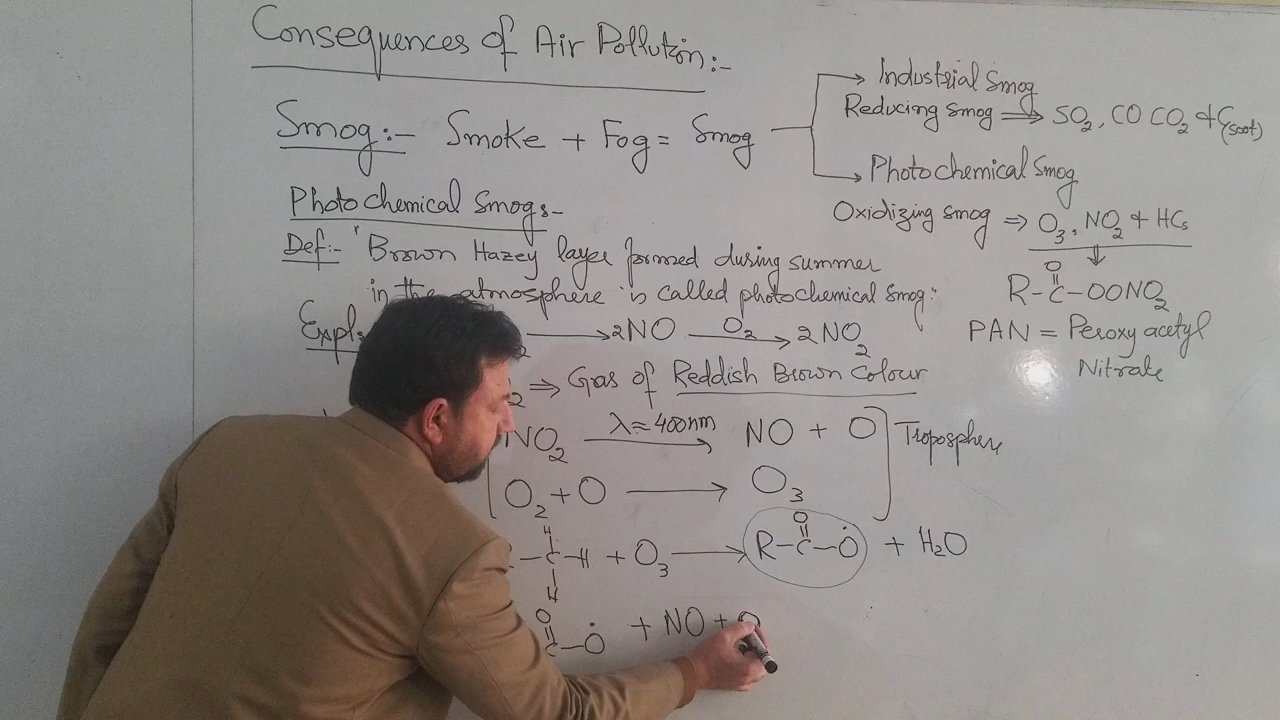 Consequences of Air Pollution:-
Smog:- Smoke + Fog = Smog
Industrial Smog
Reducing Smog ⇒ SO₂, CO CO₂ & C(soot)
Photochemical Smog
Oxidizing smog ⇒ O₃, NO₂ & HCs
O
R-C-OONO₂
PAN = Peroxy acetyl
Nitrate
Photochemical Smog:-
Def:- "Brown Hazey layer formed during summer
in the atmosphere is called photochemical Smog."
Expl: ₂ → 2NO O₂→ 2NO₂
₂ ⇒ Gas of Reddish Brown Colour
NO₂ λ≈400nm→ NO + O
Troposphere
O₂ + O → O₃
H
-C-H + O₃ → R-C-Ȯ + H₂O
O
H
O
C-Ȯ + NO + O